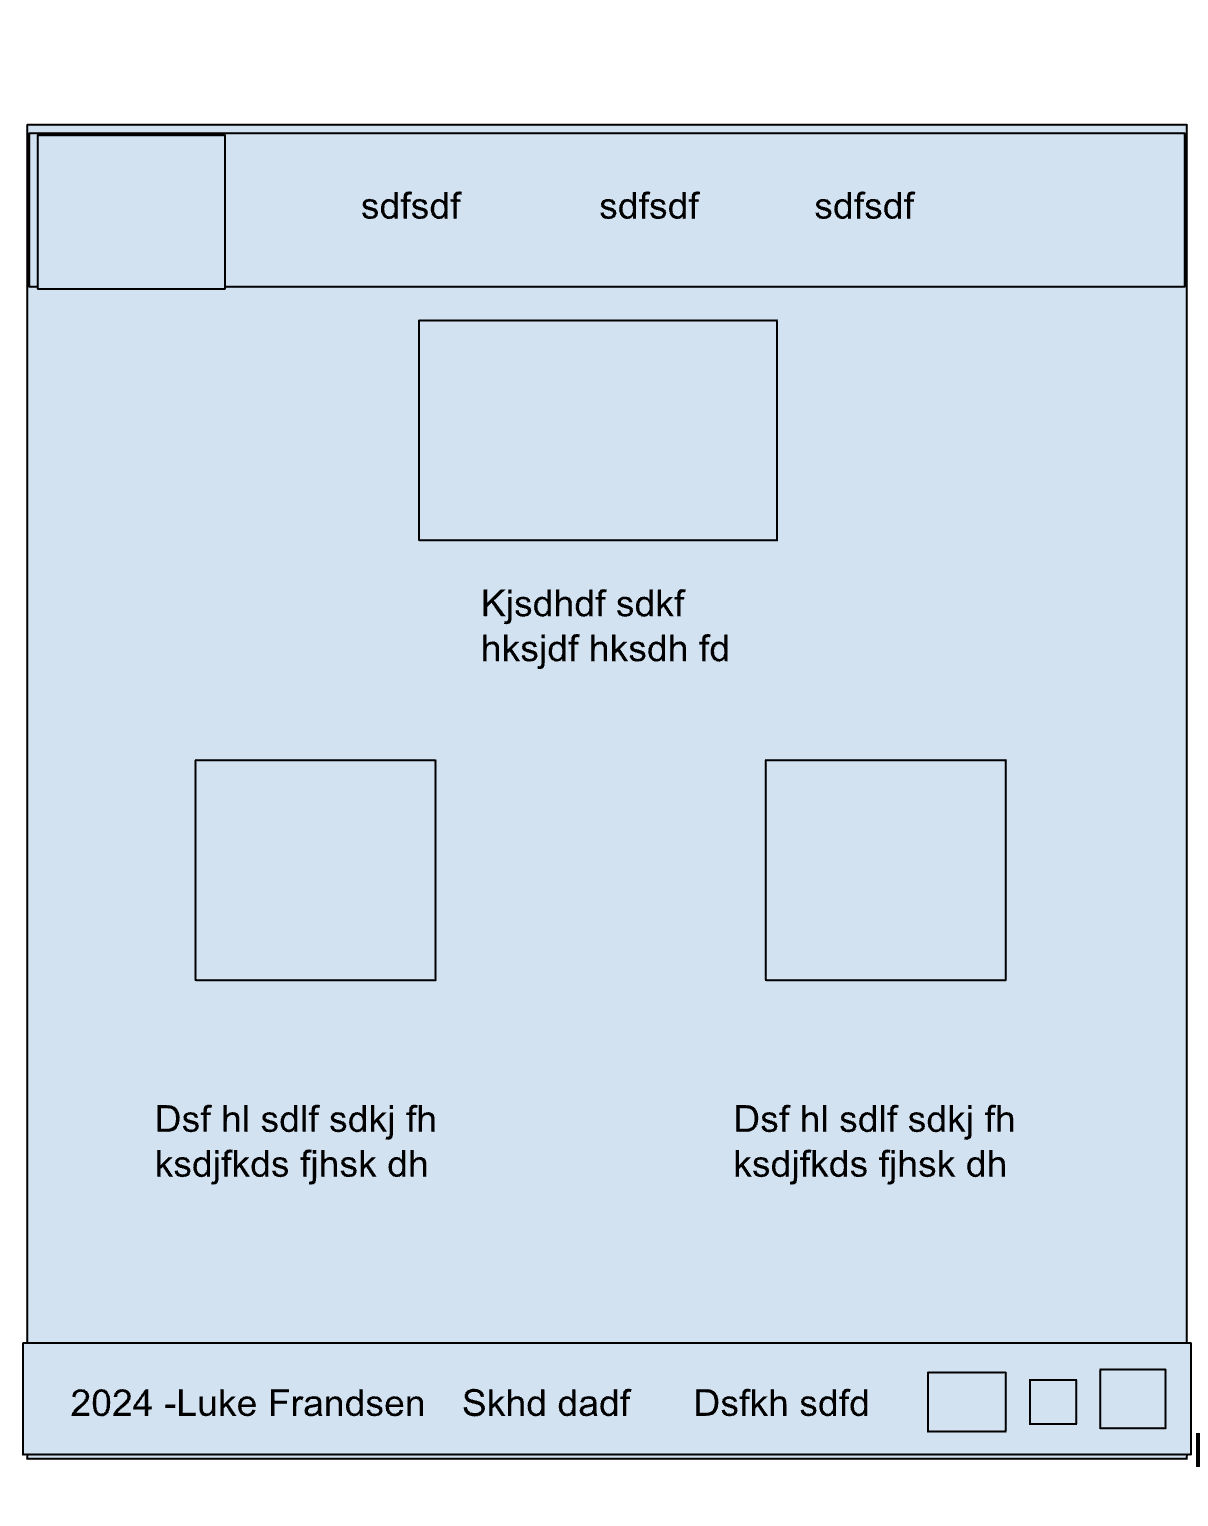 sdfsdf sdfsdf sdfsdf
Kjsdhdf sdkf
hksjdf hksdh fd
Dsf hl sdlf sdkj fh
ksdjfkds fjhsk dh
Dsf hl sdlf sdkj fh
ksdjfkds fjhsk dh
2024 -Luke Frandsen Skhd dadf Dsfkh sdfd